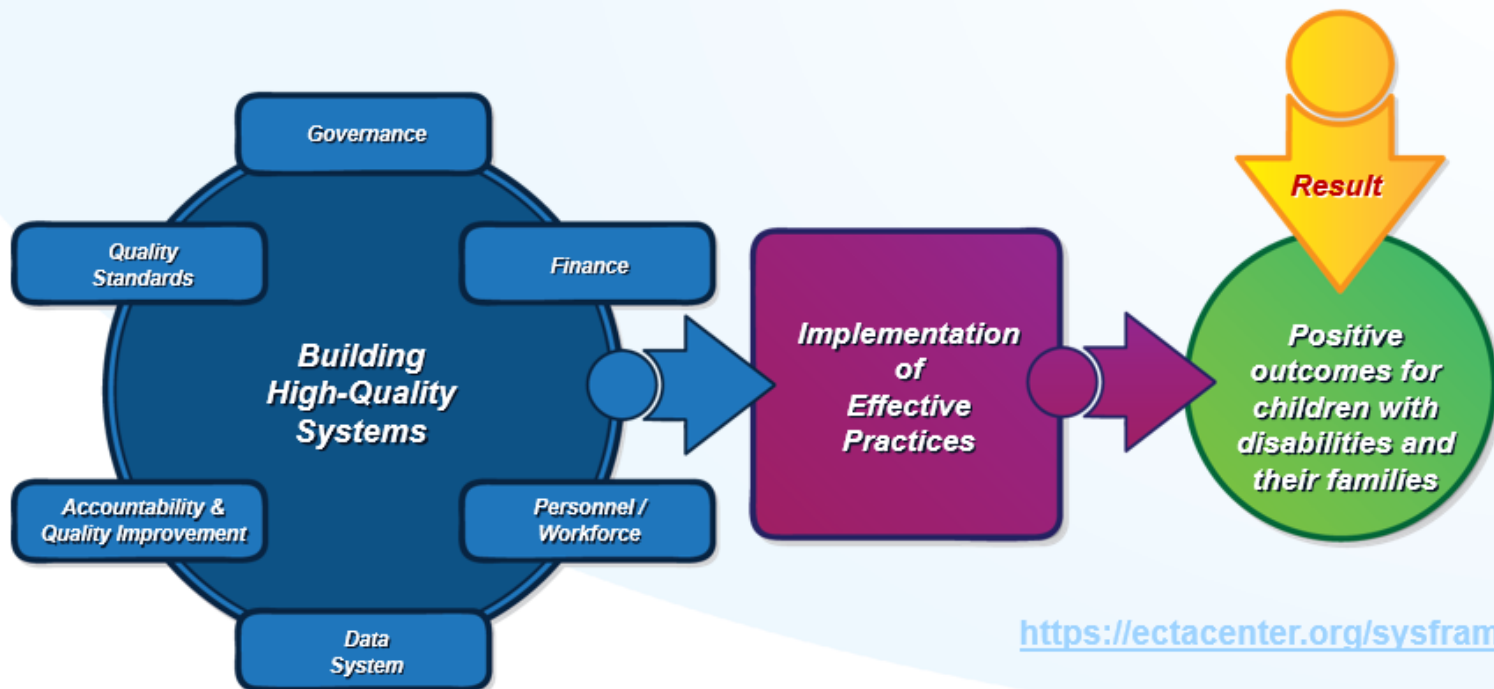 Governance
Quality
Standards
Finance
Building
High-Quality
Systems
Accountability &
Quality Improvement
Personnel /
Workforce
Data
System
Implementation
of
Effective
Practices
Result
Positive
outcomes for
children with
disabilities and
their families
https://ectacenter.org/sysfram